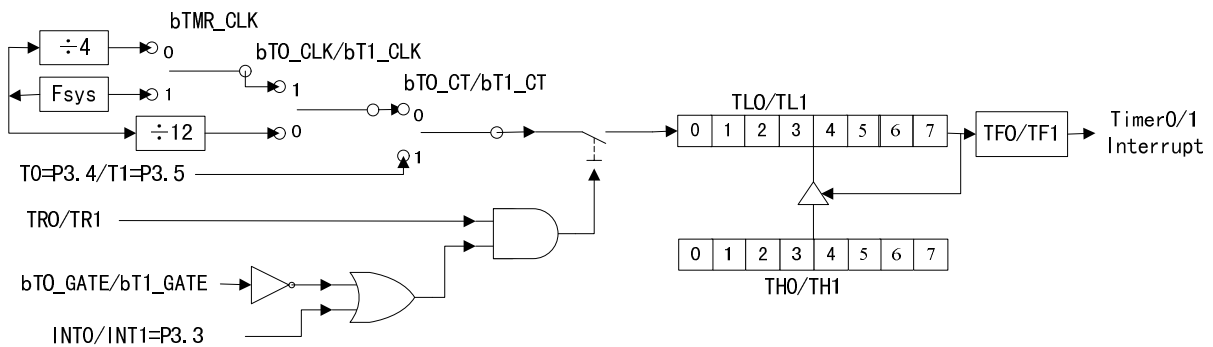 bTMR_CLK
÷4
0
bT0_CLK/bT1_CLK
Fsys
1
1
bT0_CT/bT1_CT
0
÷12
0
TL0/TL1
0 1 2 3 4 5 6 7
TF0/TF1
Timer0/1
Interrupt
1
T0=P3.4/T1=P3.5
TR0/TR1
0 1 2 3 4 5 6 7
TH0/TH1
bT0_GATE/bT1_GATE
INT0/INT1=P3.3